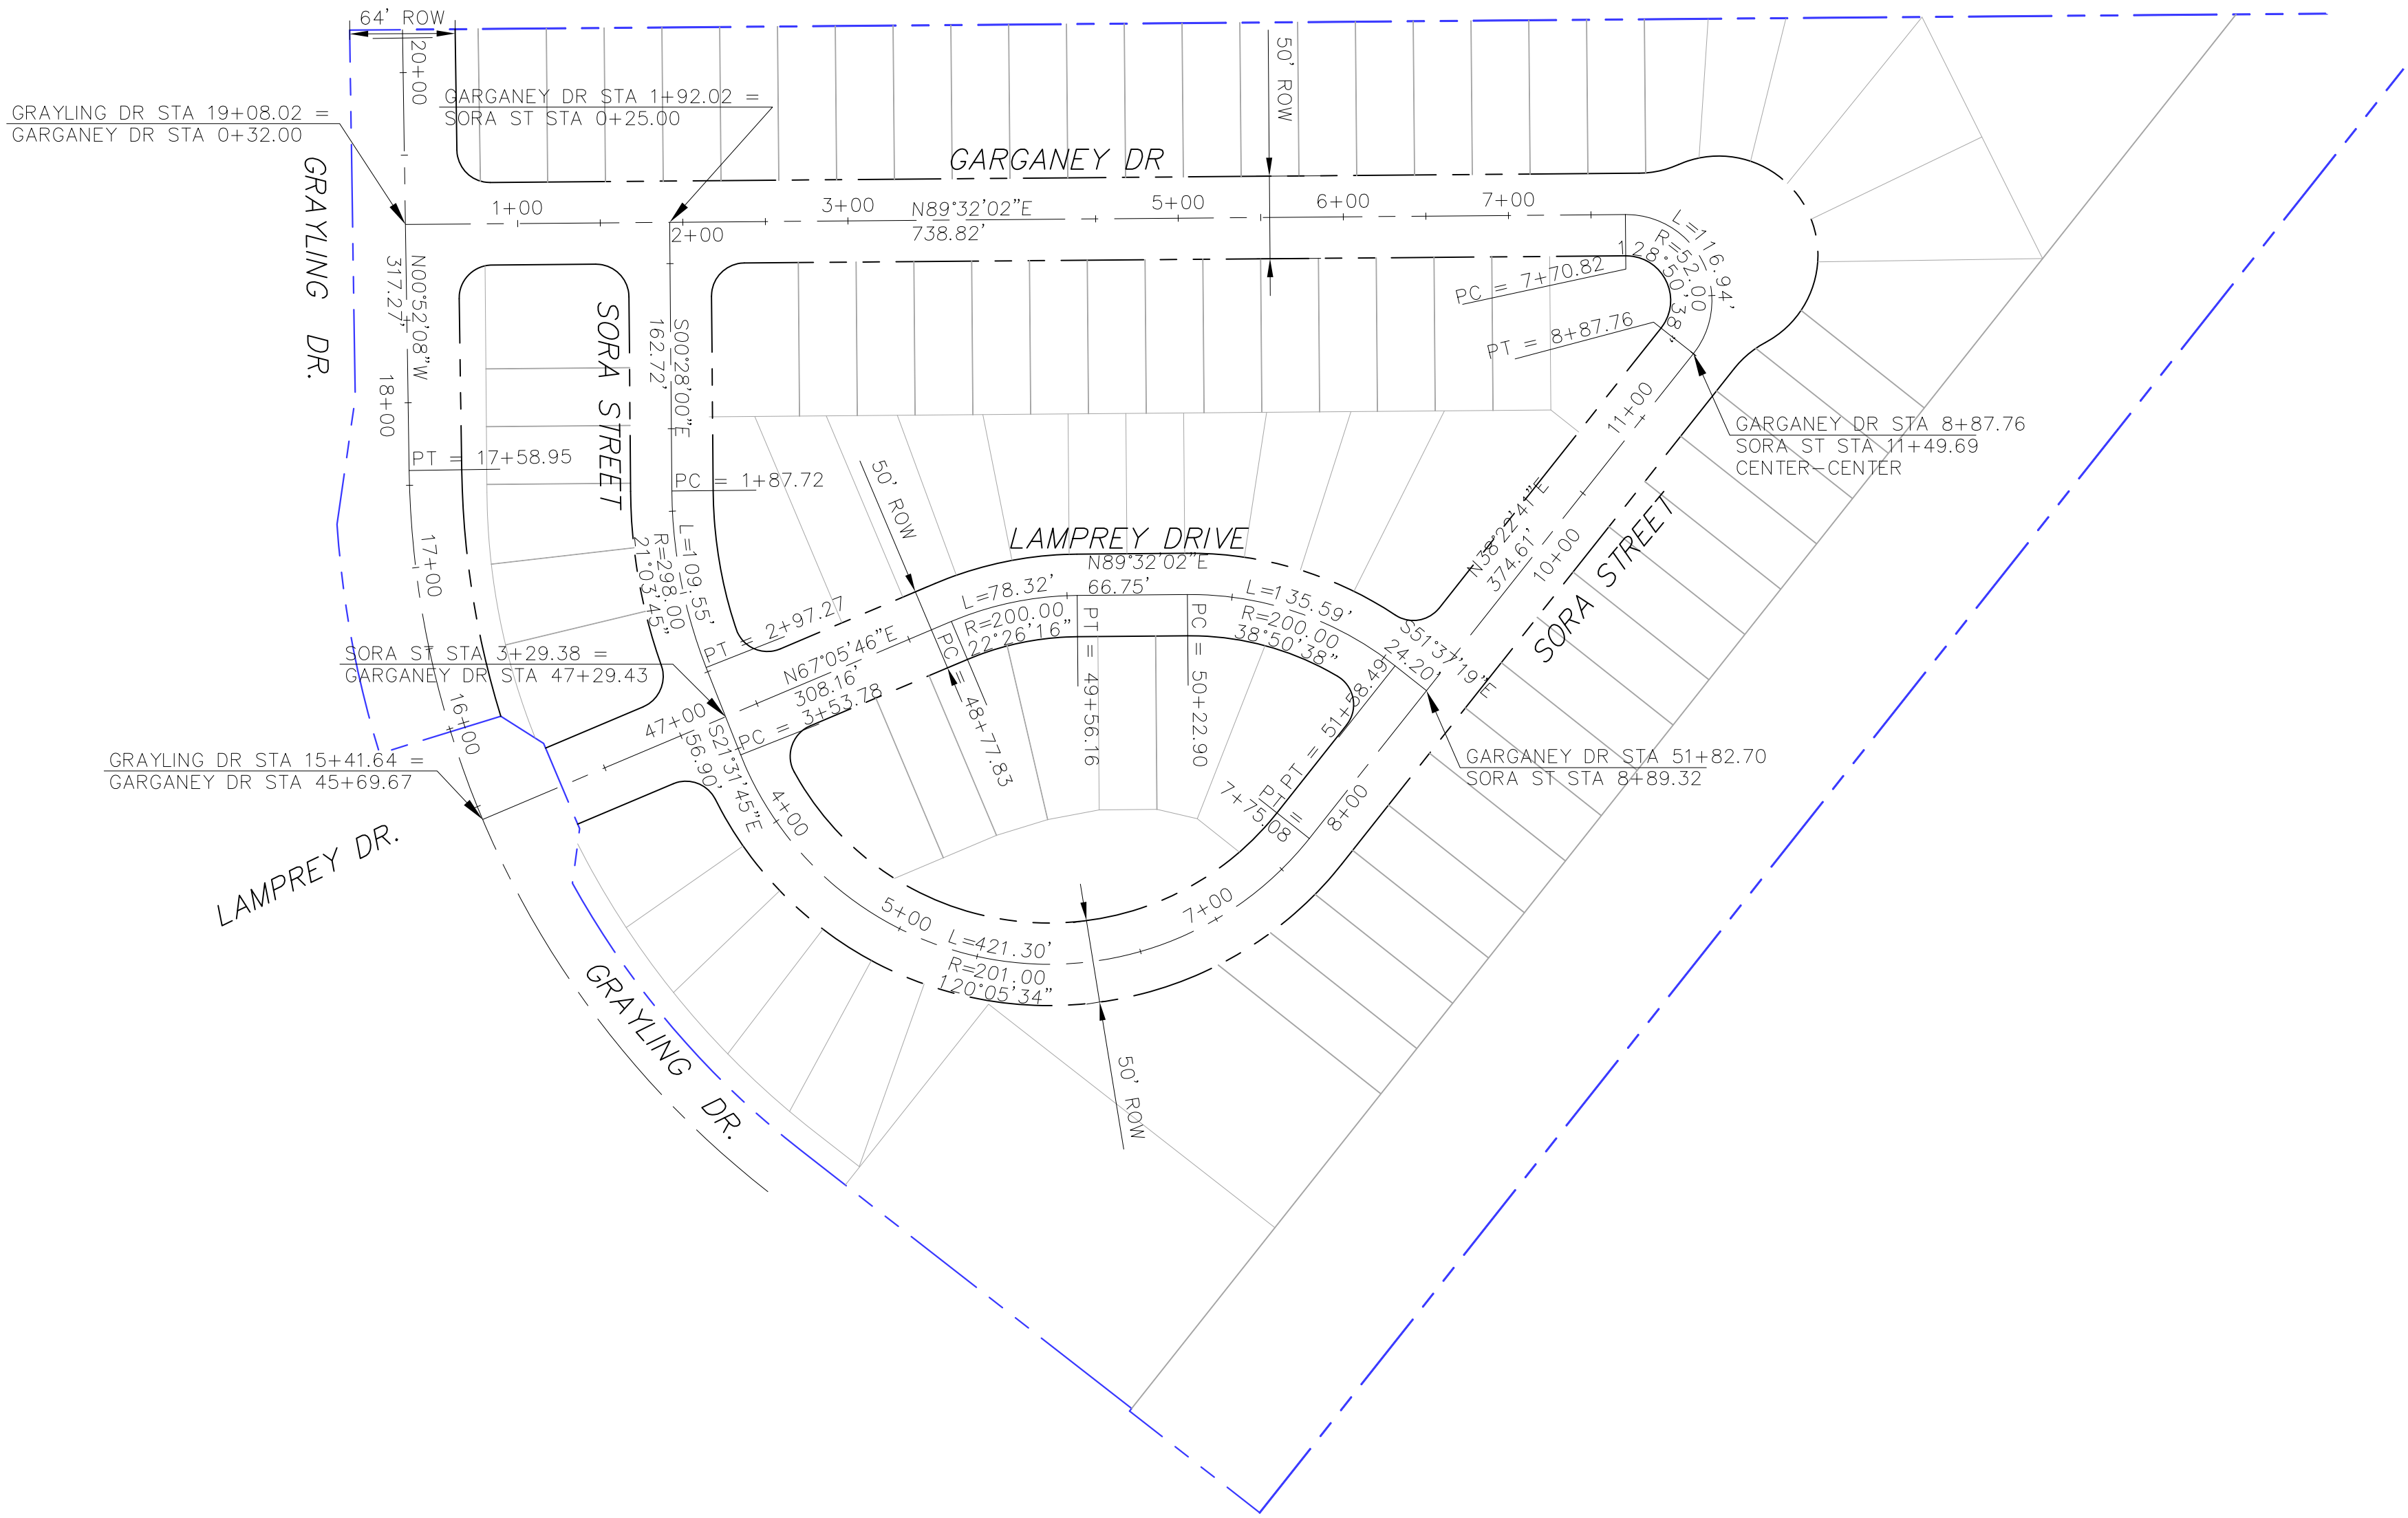 64' ROW
20+00
GRAYLING DR STA 19+08.02 =
GARGANEY DR STA 0+32.00
GARGANEY DR STA 1+92.02 =
SORA ST STA 0+25.00
50' ROW
GARGANEY DR
GRAYLING DR.
1+00
2+00
3+00
N89°32'02"E
738.82'
5+00
6+00
7+00
L=116.94'
R=52.00
128°50'38"
PC = 7+70.82
PT = 8+87.76
N00°52'08"W
317.27'
18+00
SORA STREET
S00°28'00"E
162.72'
11+00
GARGANEY DR STA 8+87.76
SORA ST STA 11+49.69
CENTER-CENTER
PT = 17+58.95
PC = 1+87.72
50' ROW
17+00
L=109.55'
R=298.00
21°03'45"
LAMPREY DRIVE
N89°32'02"E
66.75'
N38°22'41"E
374.61'
10+00
SORA STREET
PT = 2+97.27
L=78.32'
R=200.00
22°26'16"
L=135.59'
R=200.00
38°50'38"
S51°37'19"E
24.20'
SORA ST STA 3+29.38 =
GARGANEY DR STA 47+29.43
N67°05'46"E
308.16'
PC = 3+53.78
PC = 48+77.83
PT = 49+56.16
PC = 50+22.90
PT = 51+58.49
16+00
47+00
S21°31'45"E
56.90'
GRAYLING DR STA 15+41.64 =
GARGANEY DR STA 45+69.67
GARGANEY DR STA 51+82.70
SORA ST STA 8+89.32
PT =
7+75.08
8+00
4+00
LAMPREY DR.
5+00
7+00
L=421.30'
R=201.00
120°05'34"
GRAYLING DR.
50' ROW